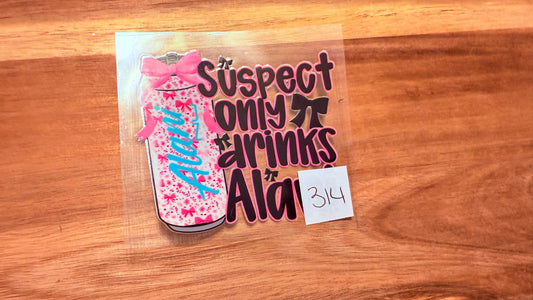 Suspect
only
drinks
Alani
Alani
314